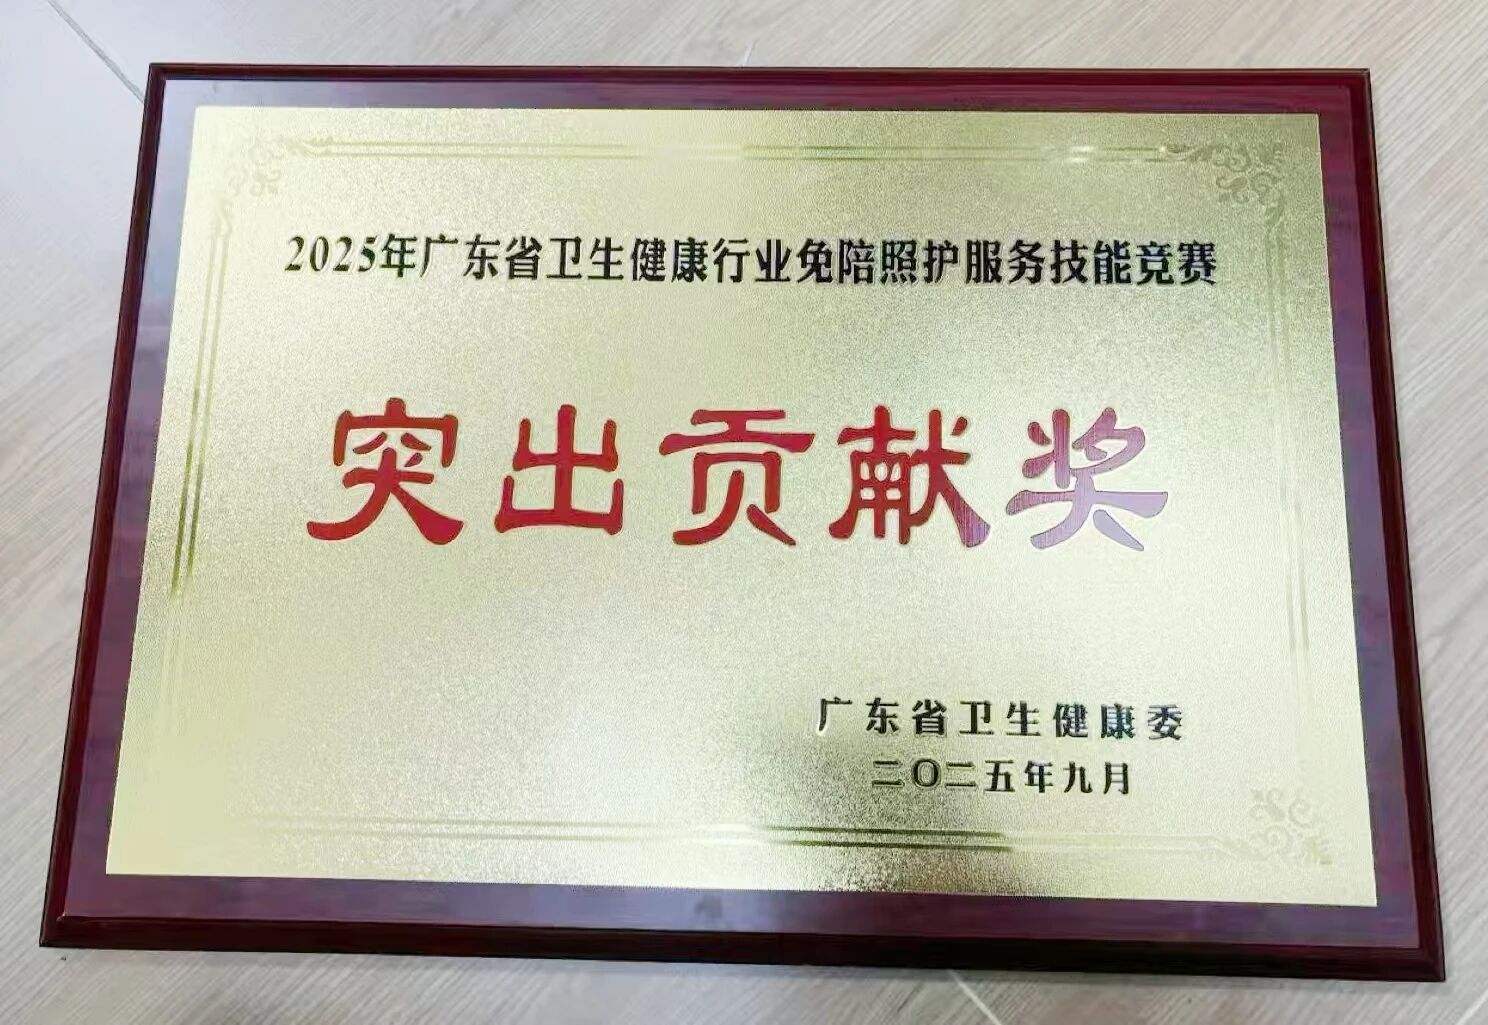 2025年广东省卫生健康行业免陪照护服务技能竞赛
突出贡献奖
广东省卫生健康委
二〇二五年九月